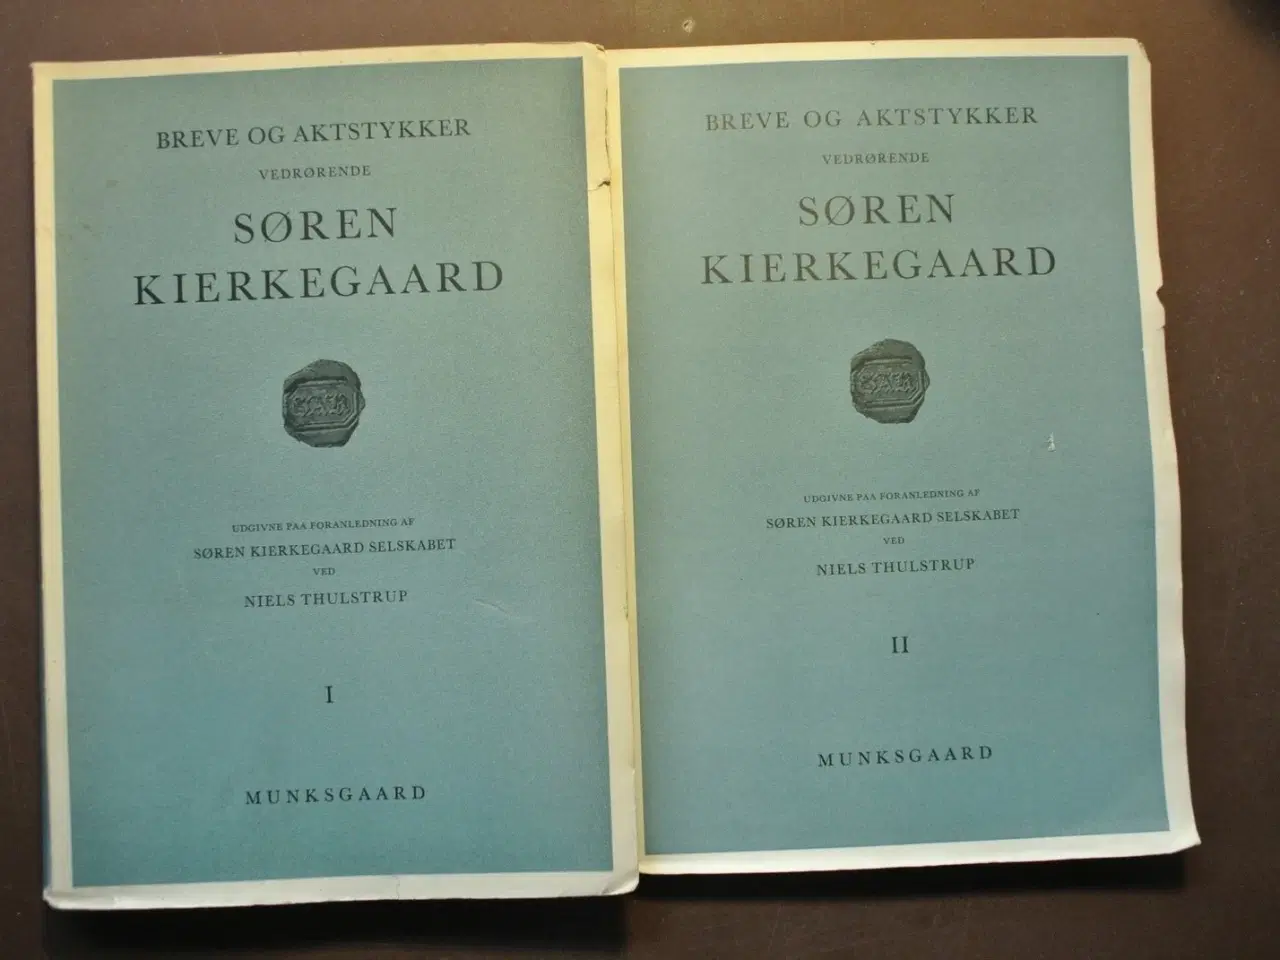 BREVE OG AKTSTYKKER
VEDRØRENDE
SØREN
KIERKEGAARD
UDGIVNE PAA FORANLEDNING AF
SØREN KIERKEGAARD SELSKABET
VED
NIELS THULSTRUP
I
MUNKSGAARD
BREVE OG AKTSTYKKER
VEDRØRENDE
SØREN
KIERKEGAARD
UDGIVNE PAA FORANLEDNING AF
SØREN KIERKEGAARD SELSKABET
VED
NIELS THULSTRUP
II
MUNKSGAARD